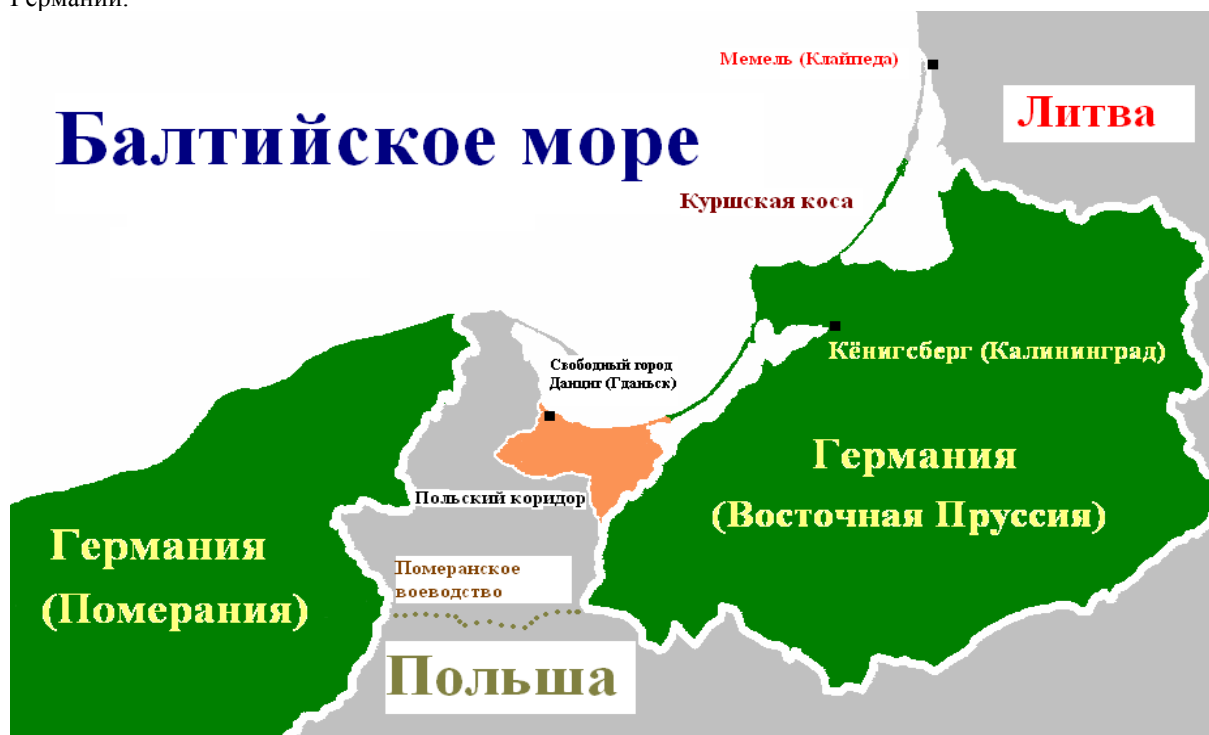 Германии.
Мемель (Клайпеда)
Литва
Балтийское море
Куршская коса
Кёнигсберг (Калининград)
Свободный город
Данциг (Гданьск)
Германия
(Восточная Пруссия)
Польский коридор
Германия
(Померания)
Померанское
воеводство
Польша